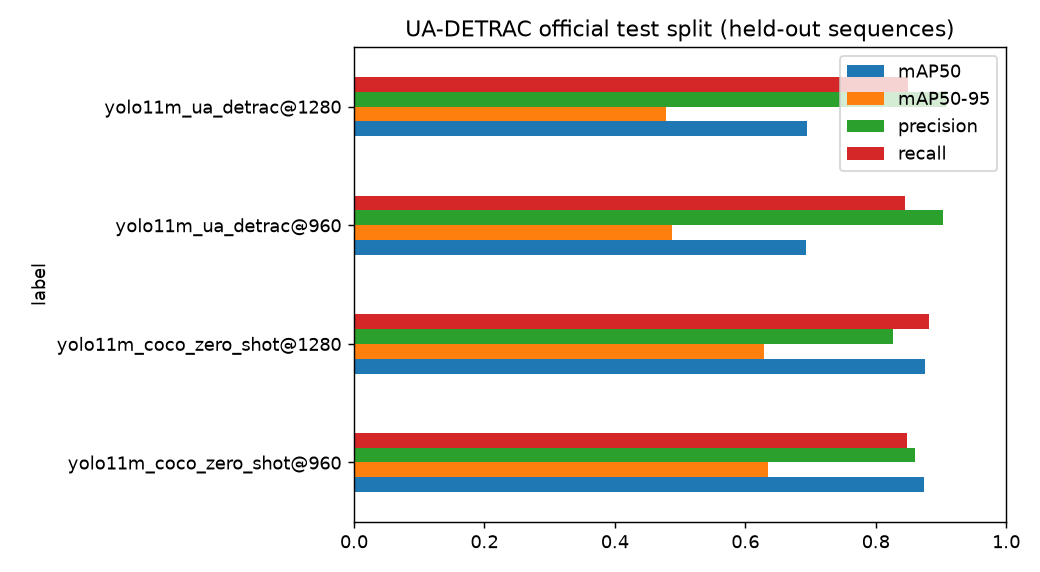 UA-DETRAC official test split (held-out sequences)
mAP50
mAP50-95
precision
recall
yolo11m_ua_detrac@1280
yolo11m_ua_detrac@960
yolo11m_coco_zero_shot@1280
yolo11m_coco_zero_shot@960
label
0.0 0.2 0.4 0.6 0.8 1.0